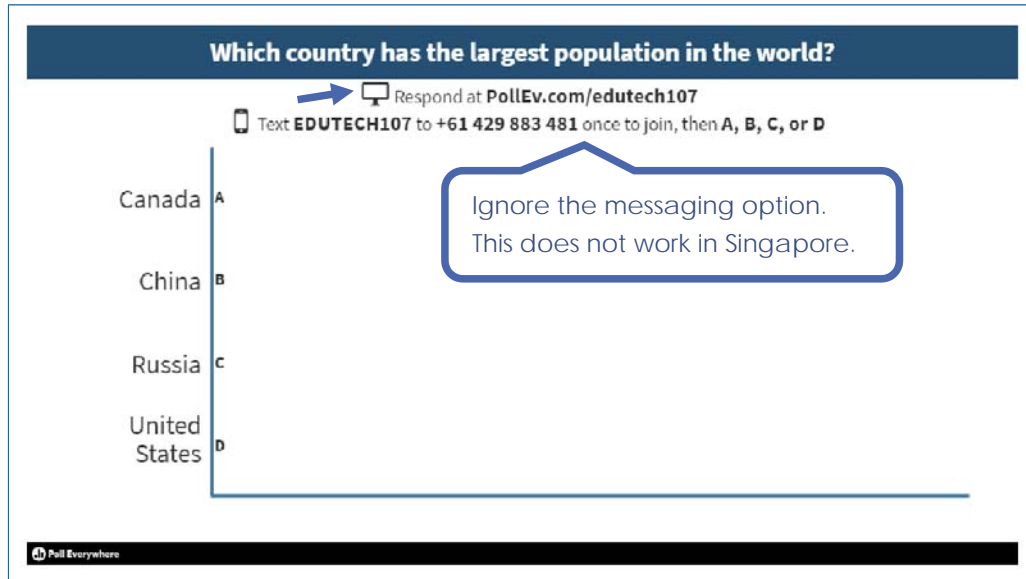 Which country has the largest population in the world?
Respond at PollEv.com/edutech107
Text EDUTECH107 to +61 429 883 481 once to join, then A, B, C, or D
Ignore the messaging option.
This does not work in Singapore.
Canada A
China B
Russia C
United
States D
Poll Everywhere